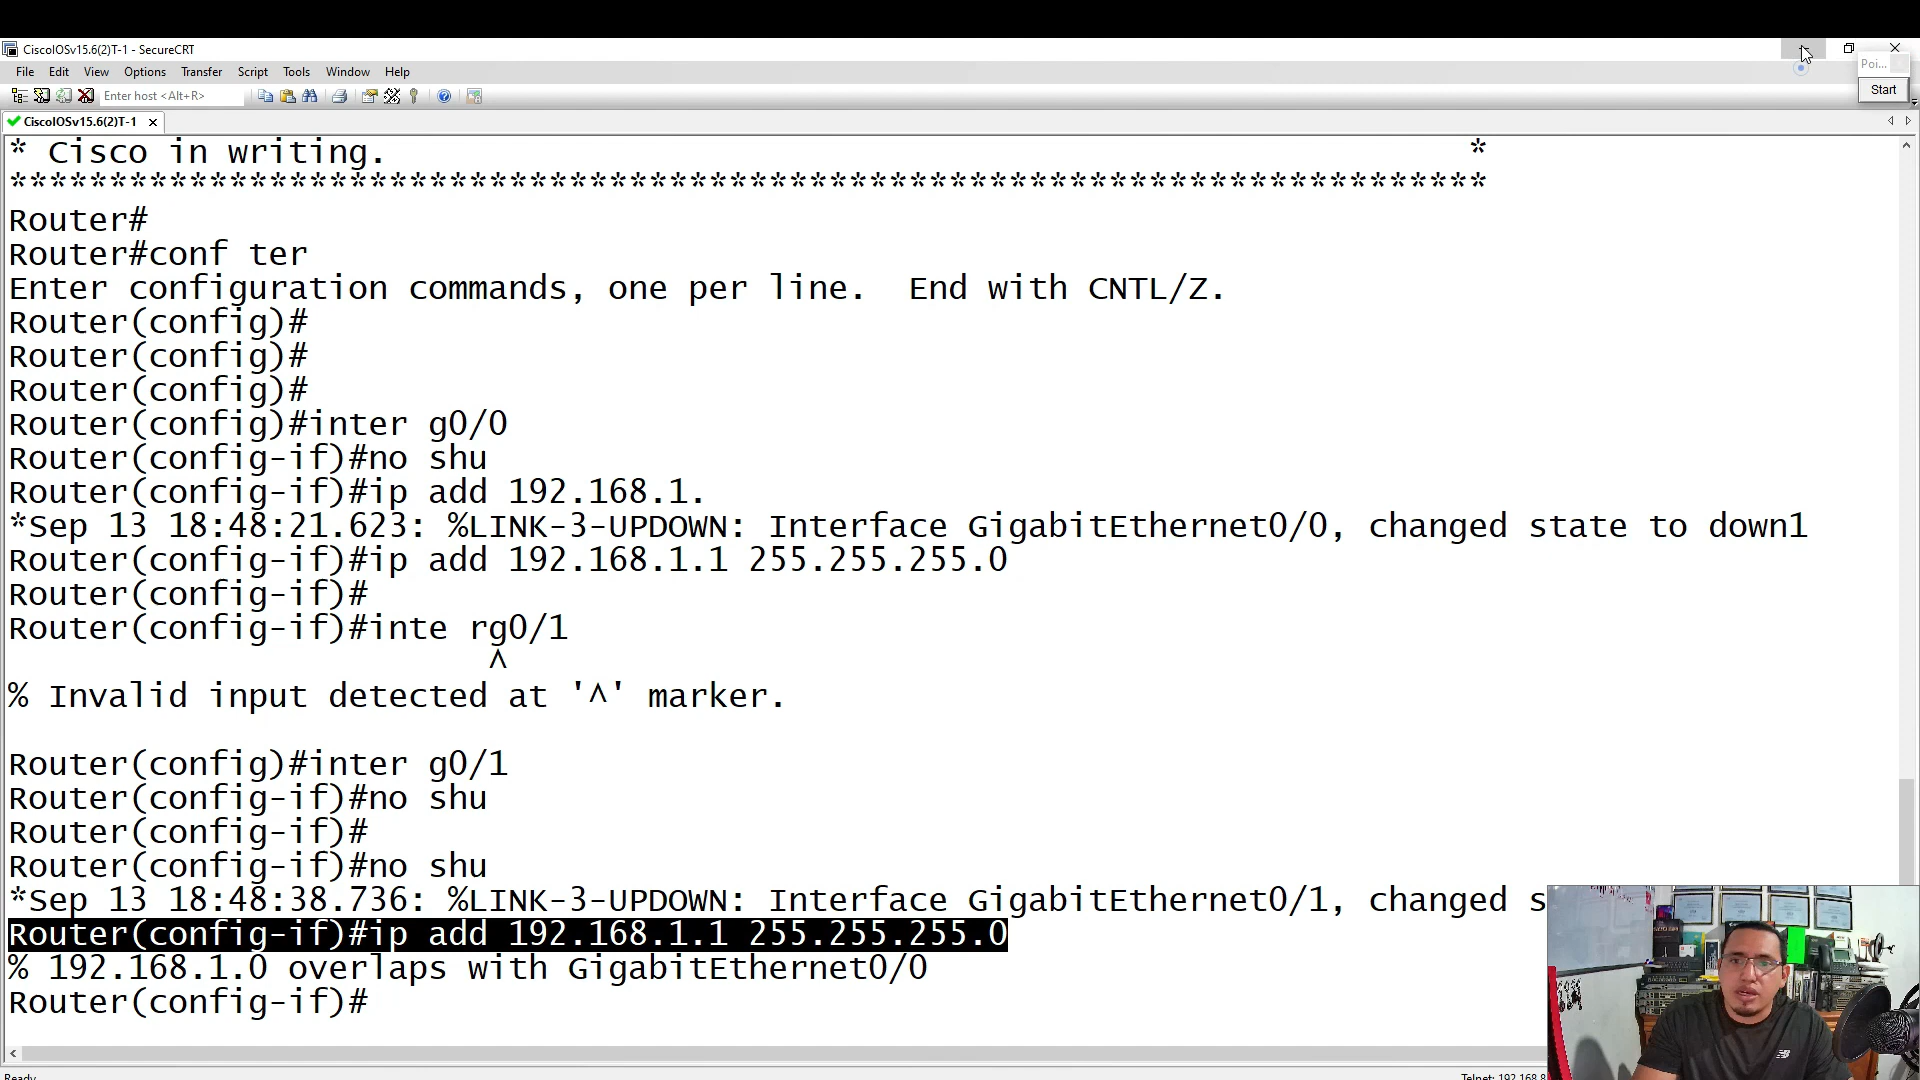 CiscoIOSv15.6(2)T-1 - SecureCRT
File Edit View Options Transfer Script Tools Window Help
Poi...
Enter host <Alt+R>
Start
CiscoIOSv15.6(2)T-1
* Cisco in writing. *
**************************************************************************
Router#
Router#conf ter
Enter configuration commands, one per line.  End with CNTL/Z.
Router(config)#
Router(config)#
Router(config)#
Router(config)#inter g0/0
Router(config-if)#no shu
Router(config-if)#ip add 192.168.1.
*Sep 13 18:48:21.623: %LINK-3-UPDOWN: Interface GigabitEthernet0/0, changed state to down1
Router(config-if)#ip add 192.168.1.1 255.255.255.0
Router(config-if)#
Router(config-if)#inte rg0/1
^
% Invalid input detected at '^' marker.
Router(config)#inter g0/1
Router(config-if)#no shu
Router(config-if)#
Router(config-if)#no shu
*Sep 13 18:48:38.736: %LINK-3-UPDOWN: Interface GigabitEthernet0/1, changed s
Router(config-if)#ip add 192.168.1.1 255.255.255.0
% 192.168.1.0 overlaps with GigabitEthernet0/0
Router(config-if)#
Ready
Telnet: 192.168.8